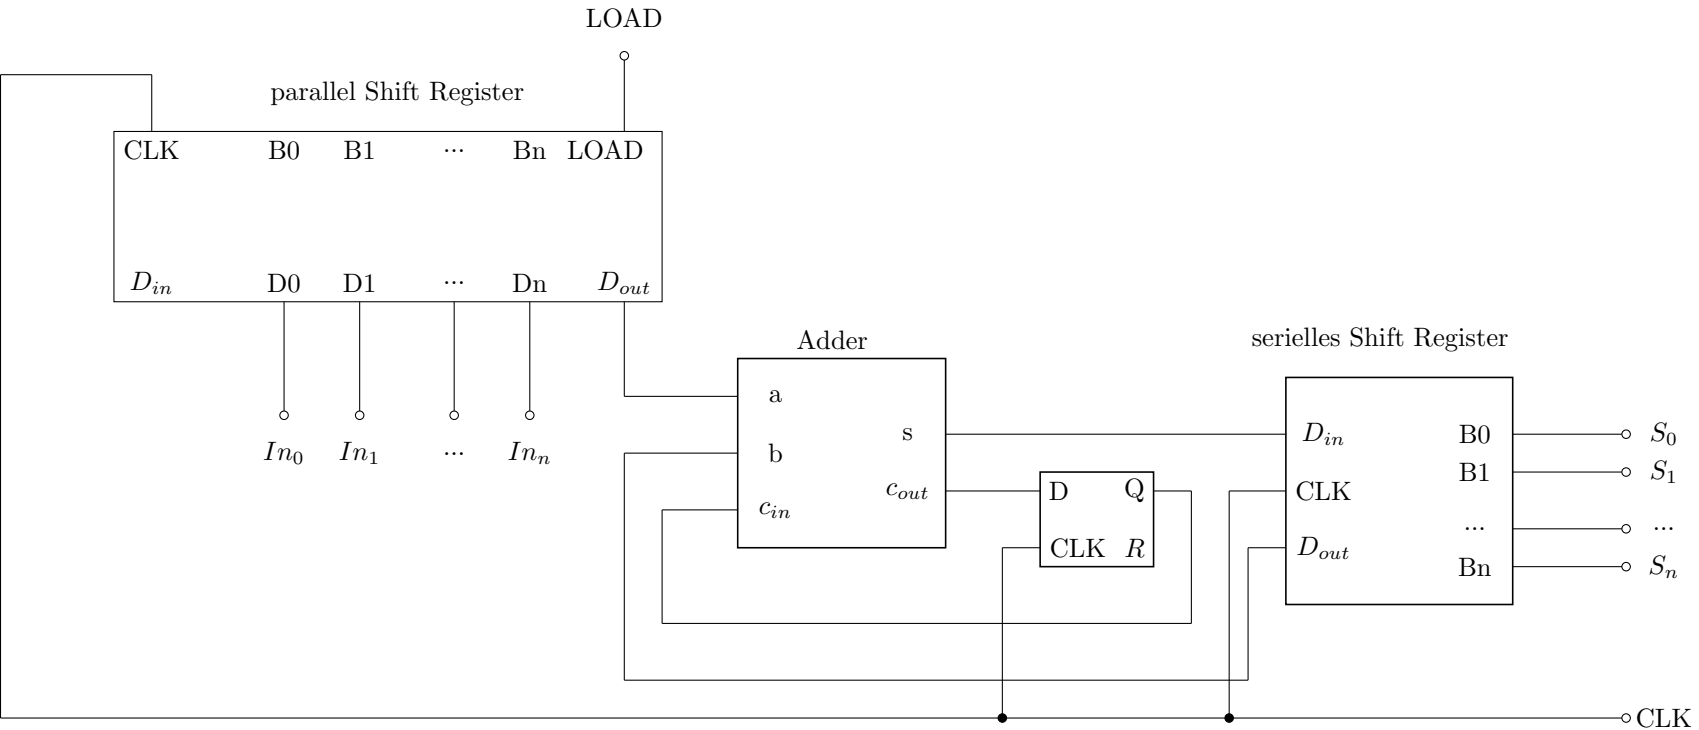 LOAD
parallel Shift Register
CLK B0 B1 ... Bn LOAD
D_in D0 D1 ... Dn D_out
In_0 In_1 ... In_n
Adder
a
b
c_in
s
c_out
D Q
CLK R
serielles Shift Register
D_in B0 S_0
B1 S_1
CLK
... ...
D_out
Bn S_n
CLK